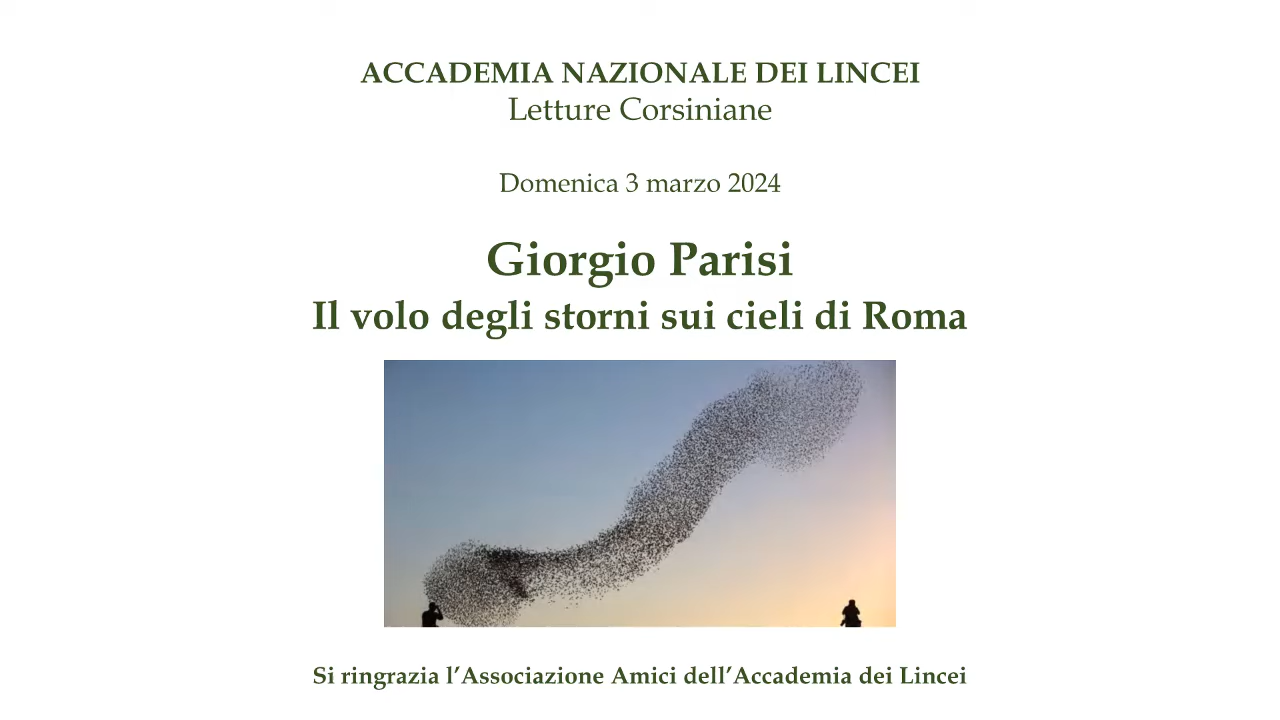 ACCADEMIA NAZIONALE DEI LINCEI
Letture Corsiniane
Domenica 3 marzo 2024
Giorgio Parisi
Il volo degli storni sui cieli di Roma
Si ringrazia l’Associazione Amici dell’Accademia dei Lincei